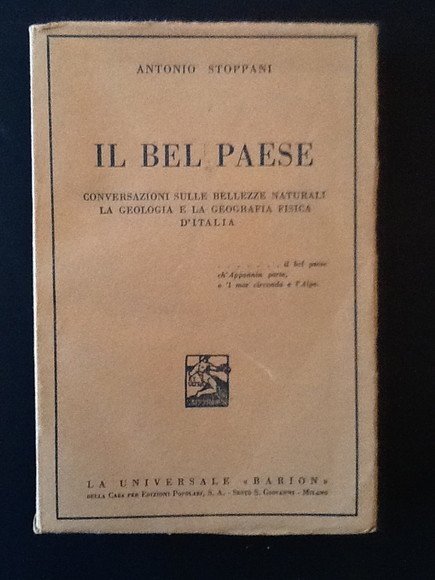 ANTONIO STOPPANI
IL BEL PAESE
CONVERSAZIONI SULLE BELLEZZE NATURALI
LA GEOLOGIA E LA GEOGRAFIA FISICA
D'ITALIA
. . . . . . il bel paese
ch'Appennin parte,
e 'l mar circonda e l'Alpe.
LA UNIVERSALE «BARION»
DELLA CASA PER EDIZIONI POPOLARI, S. A. - SESTO S. GIOVANNI - MILANO